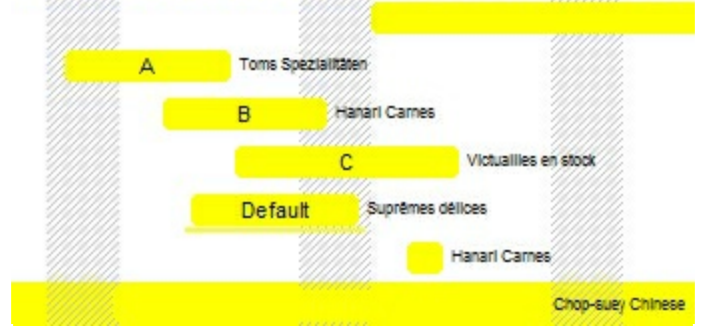 A Toms Spezialitäten
B Hanari Carnes
C Victuailles en stock
Default Suprêmes délices
Hanari Carnes
Chop-suey Chinese